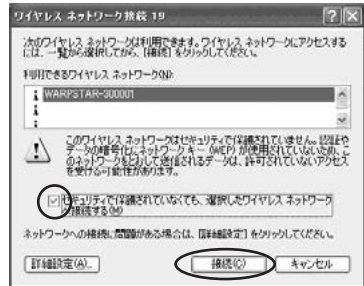 ワイヤレス ネットワーク接続 19
次のワイヤレス ネットワークは利用できます。ワイヤレス ネットワークにアクセスする
には、一覧から選択してから、[接続] をクリックしてください。
利用できるワイヤレス ネットワーク(N):
WARPSTAR-300001
このワイヤレス ネットワークはセキュリティで保護されていません。認証や
データの暗号化にネットワーク キー (WEP) が使用されていないため、こ
のネットワークをとおして送信されるデータは、許可されていないアクセス
を受ける可能性があります。
セキュリティで保護されていなくても、選択したワイヤレス ネットワーク
へ接続する(M)
ネットワークへの接続に問題がある場合は、[詳細設定] をクリックしてください。
詳細設定(A)...
接続(C)
キャンセル